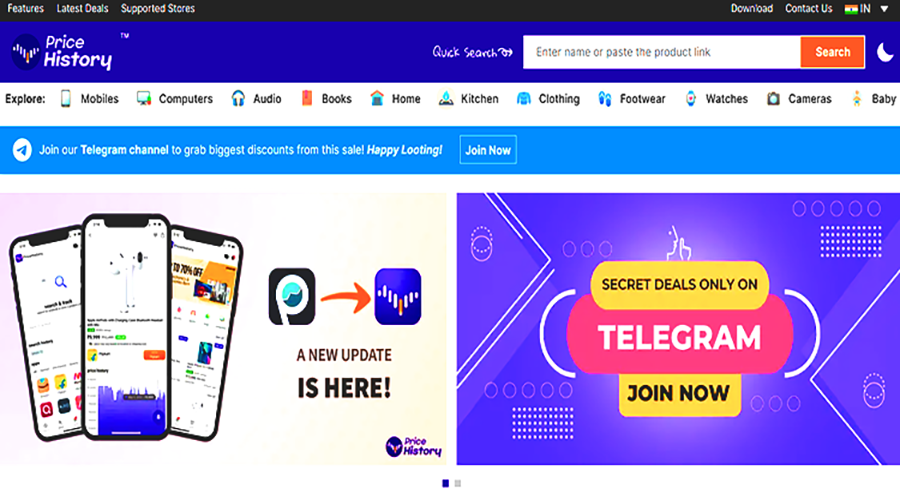 Features Latest Deals Supported Stores Download Contact Us IN
Price History ™
Quick Search Enter name or paste the product link Search
Explore: Mobiles Computers Audio Books Home Kitchen Clothing Footwear Watches Cameras Baby
Join our Telegram channel to grab biggest discounts from this sale! Happy Looting! Join Now
search & track
price history
TO 70% OFF
A NEW UPDATE
IS HERE!
Price
History
SECRET DEALS ONLY ON
TELEGRAM
JOIN NOW